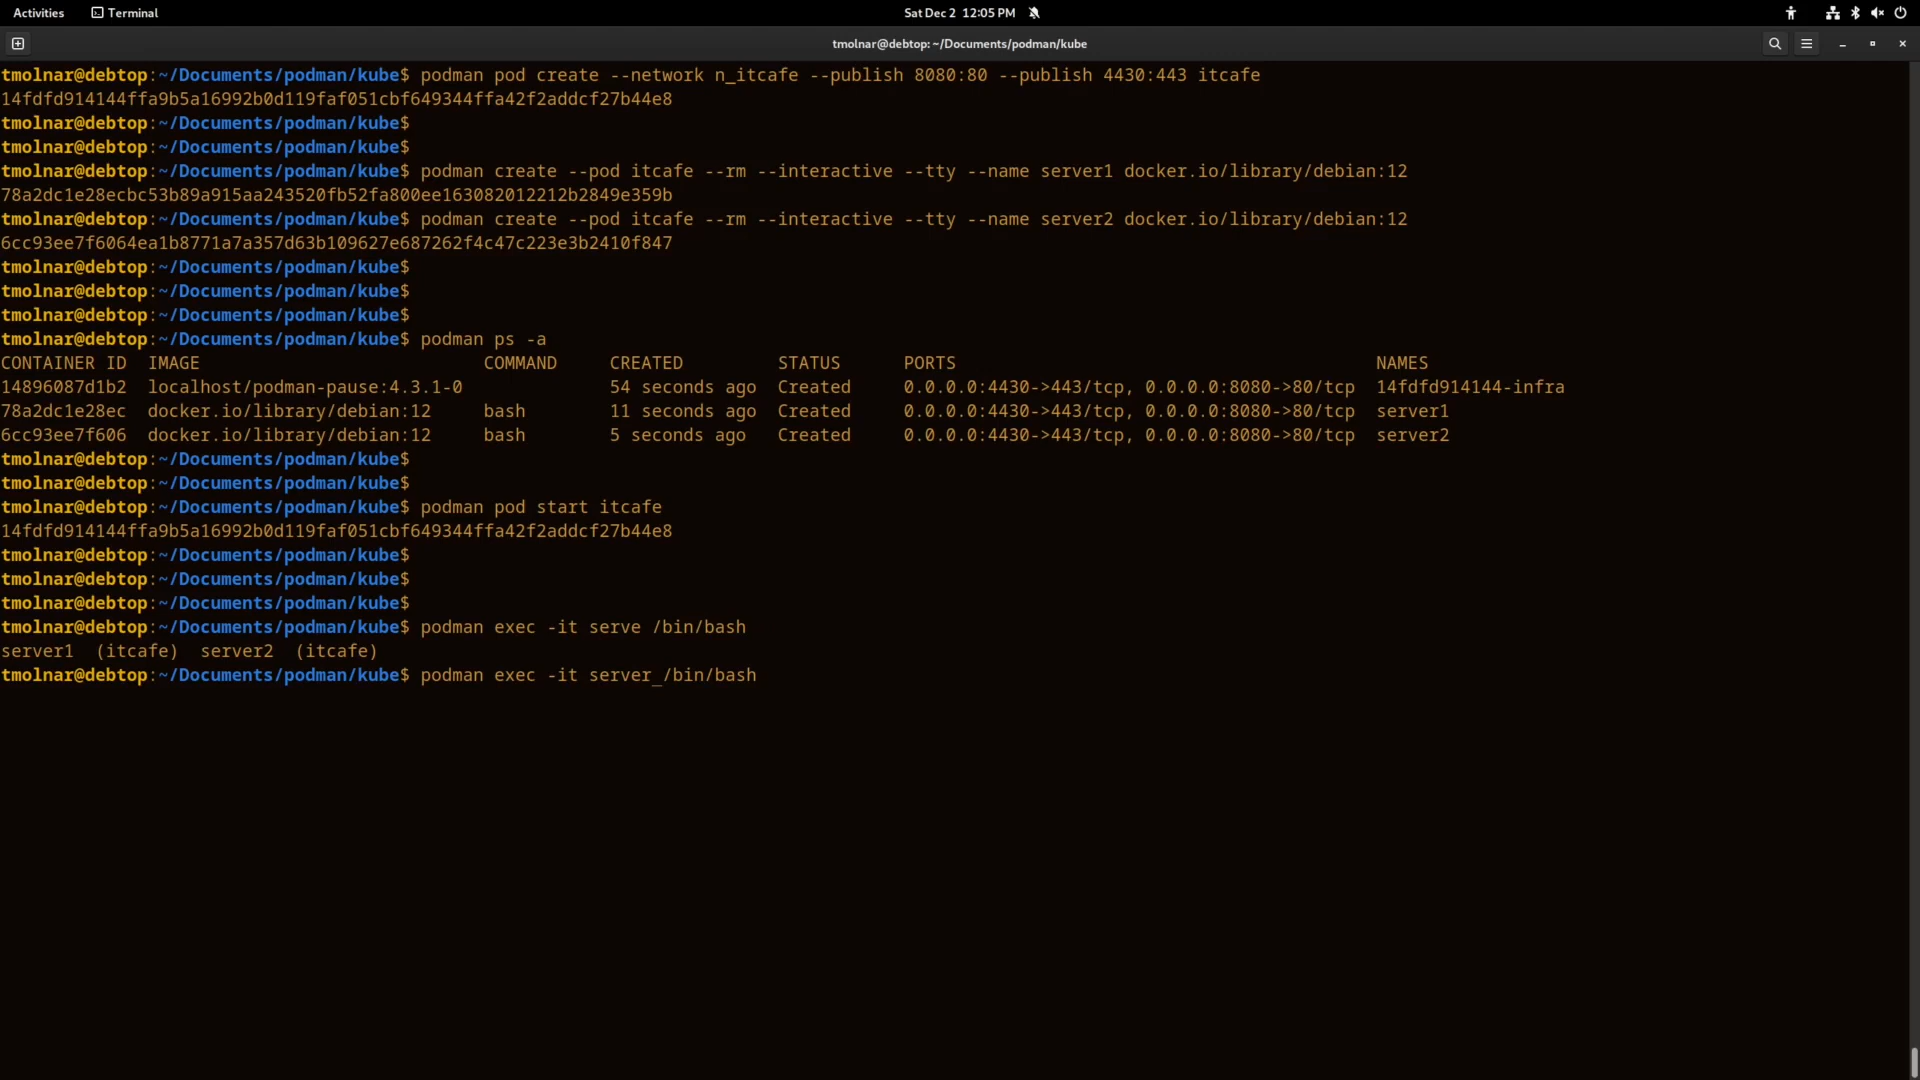 Activities Terminal Sat Dec 2 12:05 PM
tmolnar@debtop: ~/Documents/podman/kube
tmolnar@debtop:~/Documents/podman/kube$ podman pod create --network n_itcafe --publish 8080:80 --publish 4430:443 itcafe
14fdfd914144ffa9b5a16992b0d119faf051cbf649344ffa42f2addcf27b44e8
tmolnar@debtop:~/Documents/podman/kube$
tmolnar@debtop:~/Documents/podman/kube$
tmolnar@debtop:~/Documents/podman/kube$ podman create --pod itcafe --rm --interactive --tty --name server1 docker.io/library/debian:12
78a2dc1e28ecbc53b89a915aa243520fb52fa800ee163082012212b2849e359b
tmolnar@debtop:~/Documents/podman/kube$ podman create --pod itcafe --rm --interactive --tty --name server2 docker.io/library/debian:12
6cc93ee7f6064ea1b8771a7a357d63b109627e687262f4c47c223e3b2410f847
tmolnar@debtop:~/Documents/podman/kube$
tmolnar@debtop:~/Documents/podman/kube$
tmolnar@debtop:~/Documents/podman/kube$
tmolnar@debtop:~/Documents/podman/kube$ podman ps -a
CONTAINER ID  IMAGE                           COMMAND     CREATED         STATUS      PORTS                                        NAMES
14896087d1b2  localhost/podman-pause:4.3.1-0              54 seconds ago  Created     0.0.0.0:4430->443/tcp, 0.0.0.0:8080->80/tcp  14fdfd914144-infra
78a2dc1e28ec  docker.io/library/debian:12     bash        11 seconds ago  Created     0.0.0.0:4430->443/tcp, 0.0.0.0:8080->80/tcp  server1
6cc93ee7f606  docker.io/library/debian:12     bash        5 seconds ago   Created     0.0.0.0:4430->443/tcp, 0.0.0.0:8080->80/tcp  server2
tmolnar@debtop:~/Documents/podman/kube$
tmolnar@debtop:~/Documents/podman/kube$
tmolnar@debtop:~/Documents/podman/kube$ podman pod start itcafe
14fdfd914144ffa9b5a16992b0d119faf051cbf649344ffa42f2addcf27b44e8
tmolnar@debtop:~/Documents/podman/kube$
tmolnar@debtop:~/Documents/podman/kube$
tmolnar@debtop:~/Documents/podman/kube$
tmolnar@debtop:~/Documents/podman/kube$ podman exec -it serve /bin/bash
server1  (itcafe)  server2  (itcafe)
tmolnar@debtop:~/Documents/podman/kube$ podman exec -it server_/bin/bash